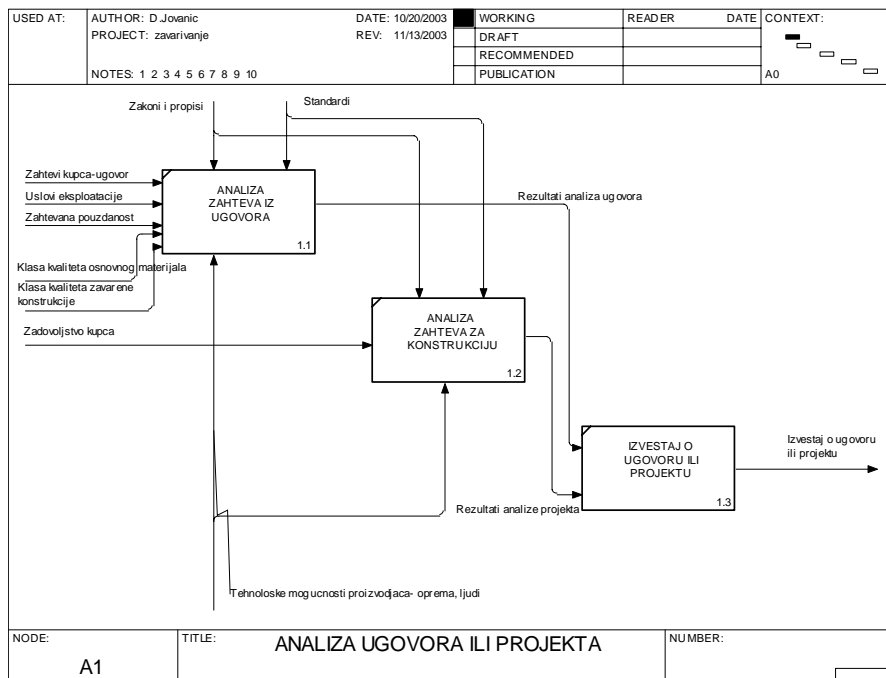 USED AT:
AUTHOR: D.Jovanic
DATE: 10/20/2003
WORKING
READER
DATE
CONTEXT:
PROJECT: zavarivanje
REV: 11/13/2003
DRAFT
RECOMMENDED
NOTES: 1 2 3 4 5 6 7 8 9 10
PUBLICATION
A0
Zakoni i propisi
Standardi
Zahtevi kupca-ugovor
Uslovi eksploatacije
Zahtevana pouzdanost
Klasa kvaliteta osnovnog materijala
Klasa kvaliteta zavarene
konstrukcije
Zadovoljstvo kupca
ANALIZA
ZAHTEVA IZ
UGOVORA
1.1
Rezultati analiza ugovora
ANALIZA
ZAHTEVA ZA
KONSTRUKCIJU
1.2
IZVESTAJ O
UGOVORU ILI
PROJEKTU
1.3
Izvestaj o ugovoru
ili projektu
Rezultati analize projekta
Tehnoloske mogucnosti proizvodjaca- oprema, ljudi
NODE:
A1
TITLE:
ANALIZA UGOVORA ILI PROJEKTA
NUMBER: